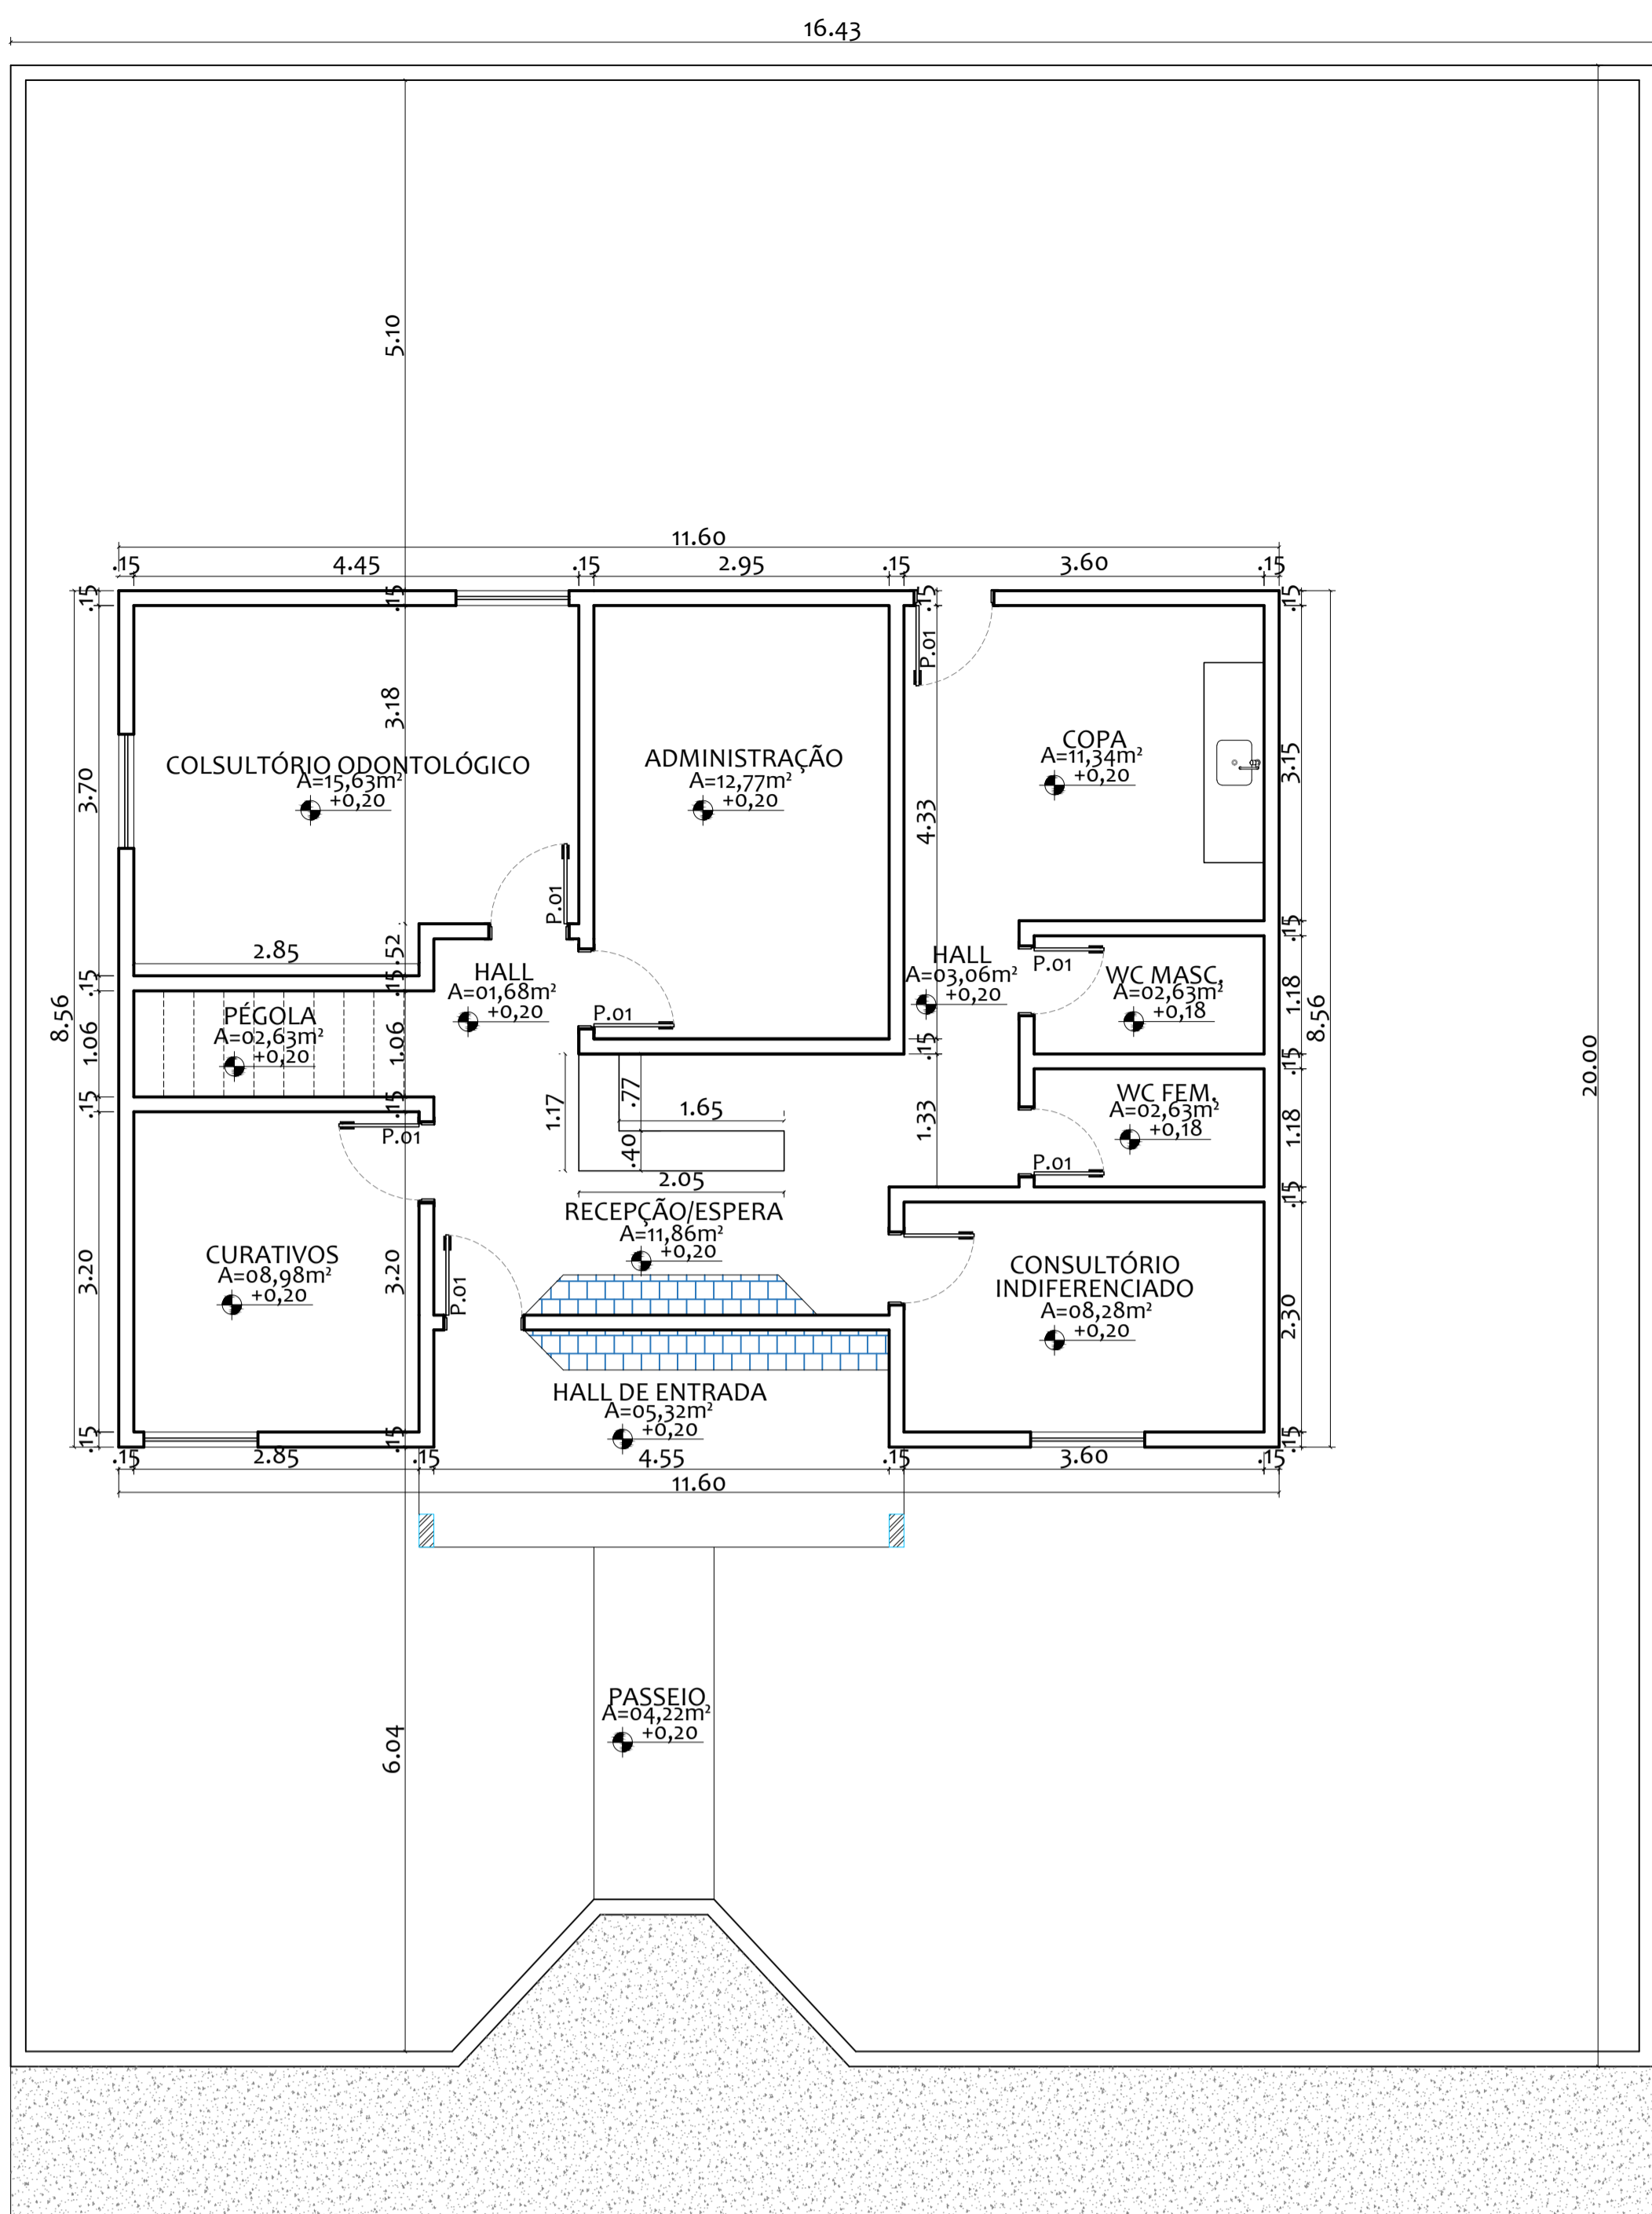 16.43
5.10
11.60
.15 4.45 .15 2.95 .15 3.60 .15
.15 .15 .15 .15
P.01
3.18
COPA
A=11,34m²
+0,20
3.15
COLSULTÓRIO ODONTOLÓGICO
A=15,63m²
+0,20
ADMINISTRAÇÃO
A=12,77m²
+0,20
3.70
4.33
P.01
.15
2.85
.52
HALL
A=01,68m²
+0,20
HALL
A=03,06m²
+0,20
P.01
WC MASC.
A=02,63m²
+0,18
1.18
.15
.15
8.56
8.56
PÉGOLA
A=02,63m²
+0,20
1.06
1.06
P.01
.15
.15
20.00
.15
.15
P.01
1.17
.77
1.65
.40
2.05
1.33
WC FEM.
A=02,63m²
+0,18
1.18
P.01
.15
RECEPÇÃO/ESPERA
A=11,86m²
+0,20
CURATIVOS
A=08,98m²
+0,20
3.20
3.20
P.01
CONSULTÓRIO
INDIFERENCIADO
A=08,28m²
+0,20
2.30
HALL DE ENTRADA
A=05,32m²
+0,20
.15 .15 .15
.15 2.85 .15 4.55 .15 3.60 .15
11.60
PASSEIO
A=04,22m²
+0,20
6.04